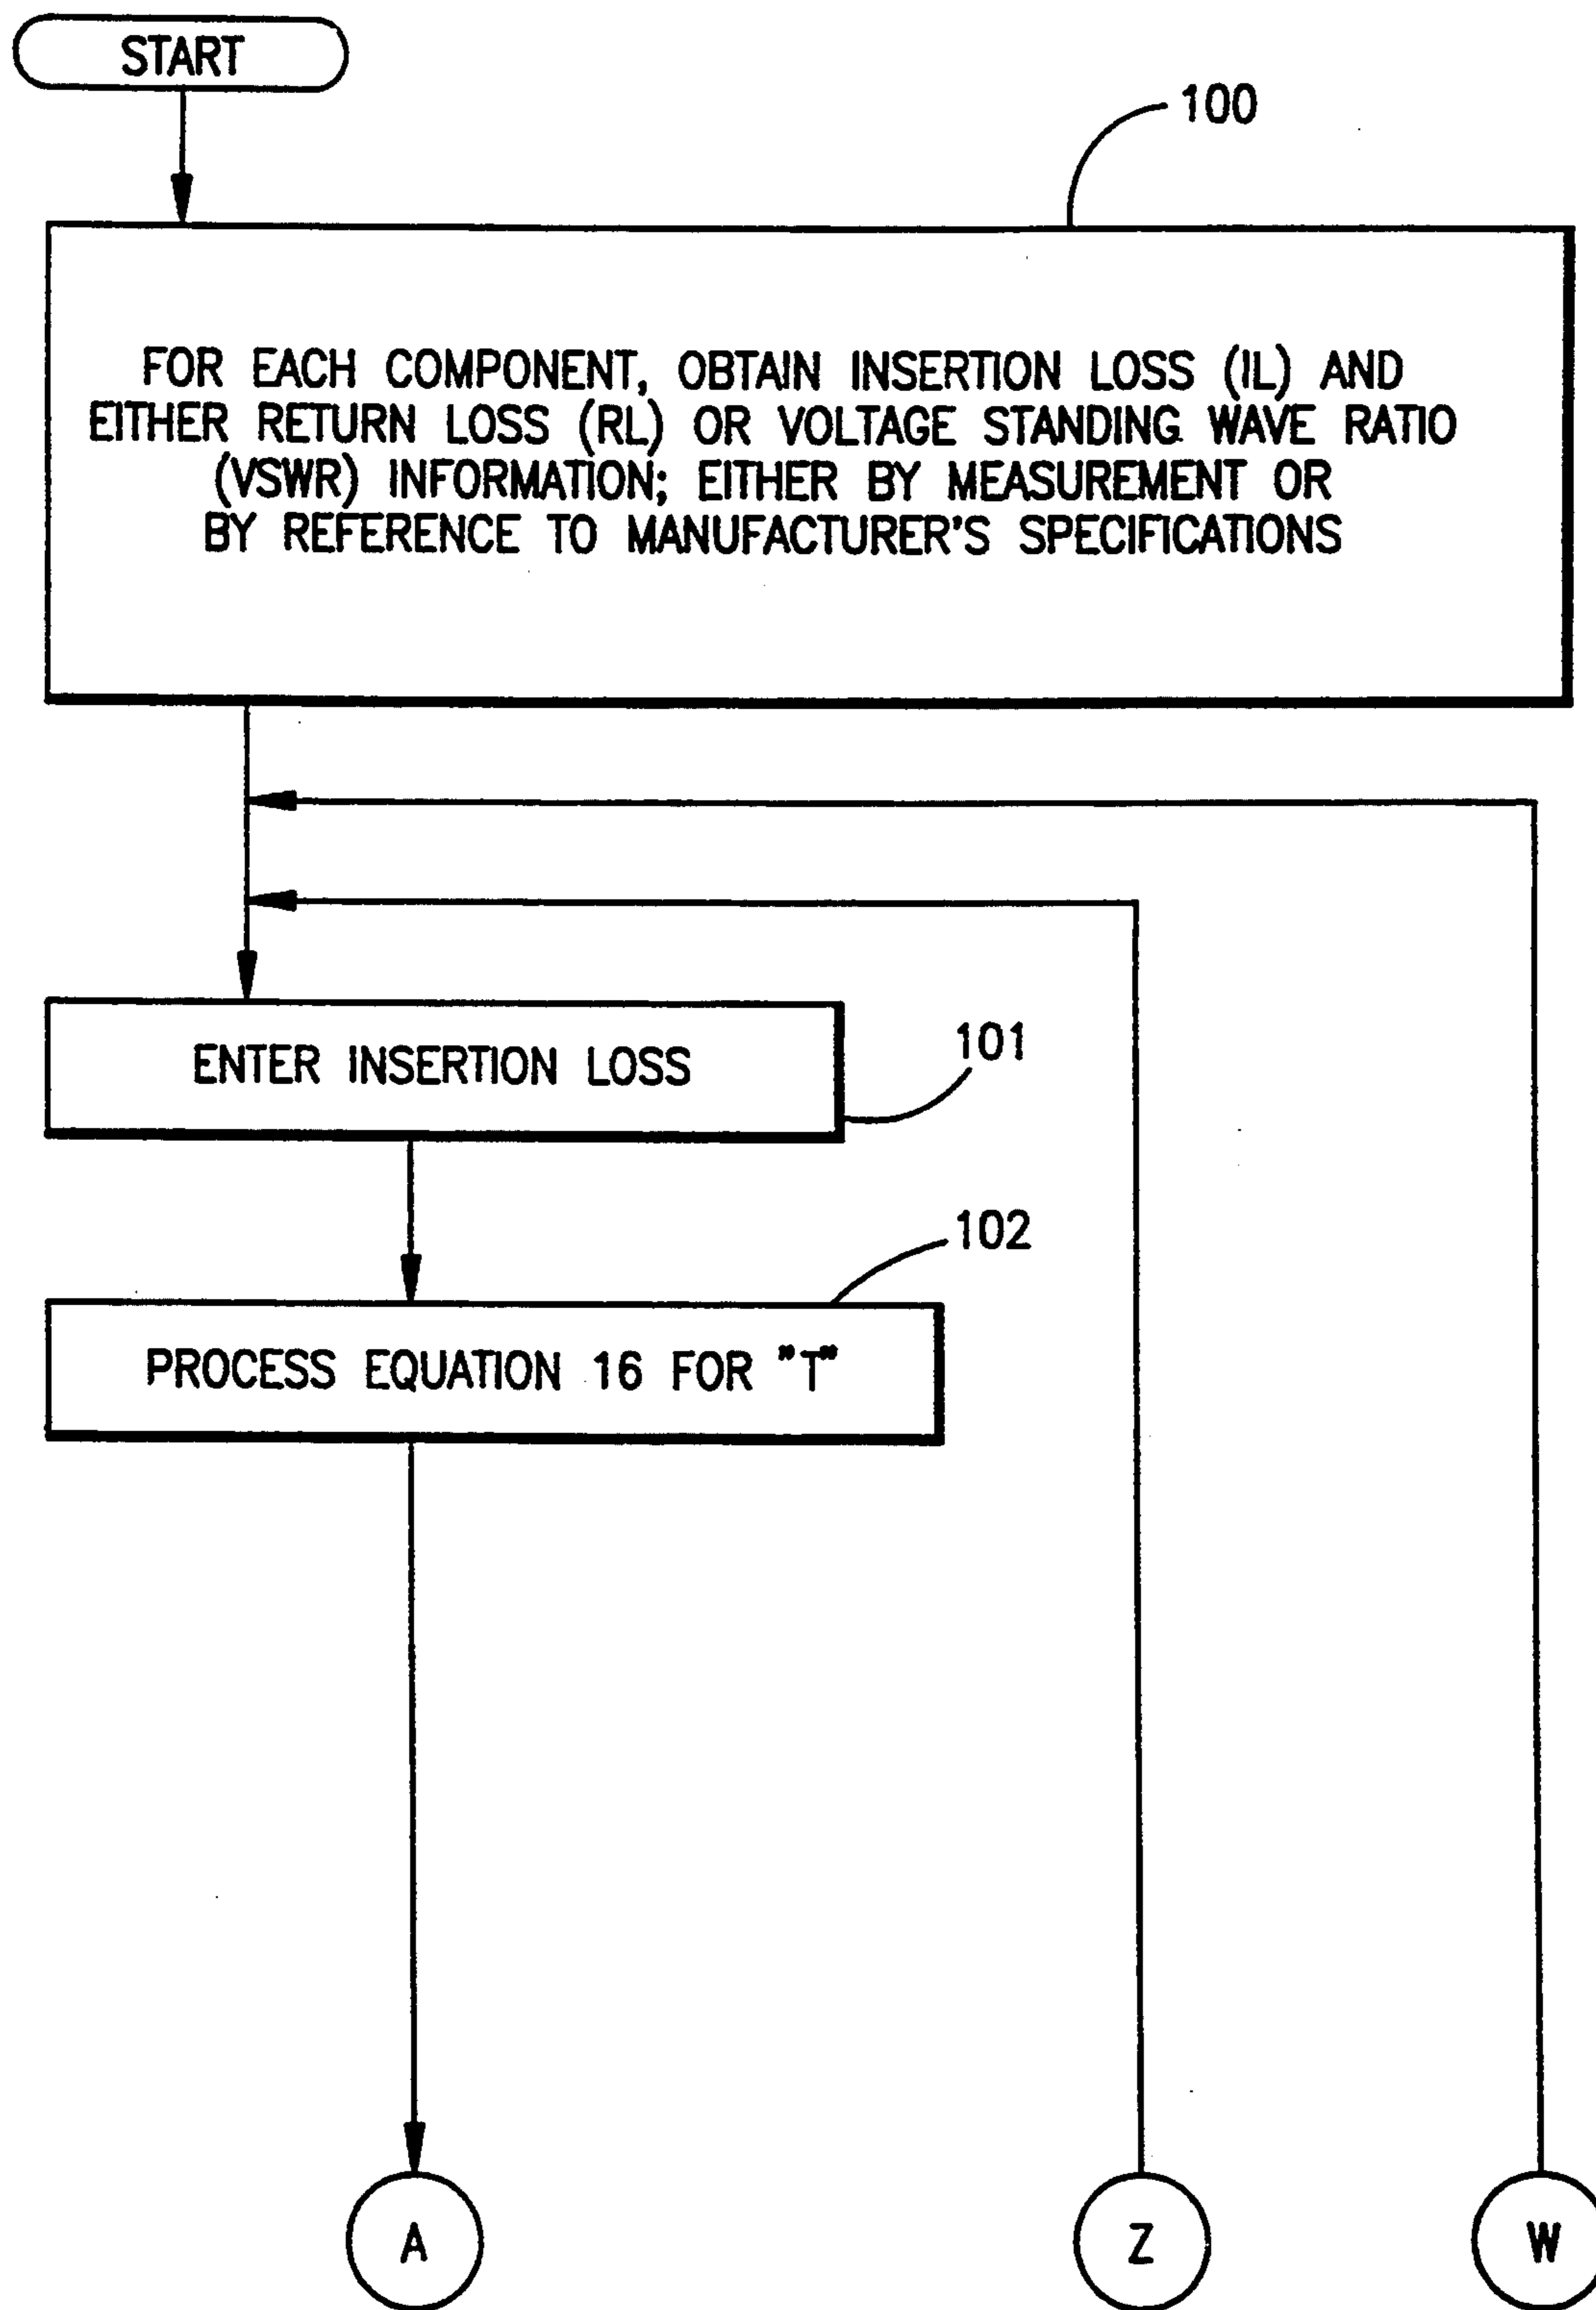 START
100
FOR EACH COMPONENT, OBTAIN INSERTION LOSS (IL) AND
EITHER RETURN LOSS (RL) OR VOLTAGE STANDING WAVE RATIO
(VSWR) INFORMATION; EITHER BY MEASUREMENT OR
BY REFERENCE TO MANUFACTURER'S SPECIFICATIONS
ENTER INSERTION LOSS
101
102
PROCESS EQUATION 16 FOR "T"
A
Z
W